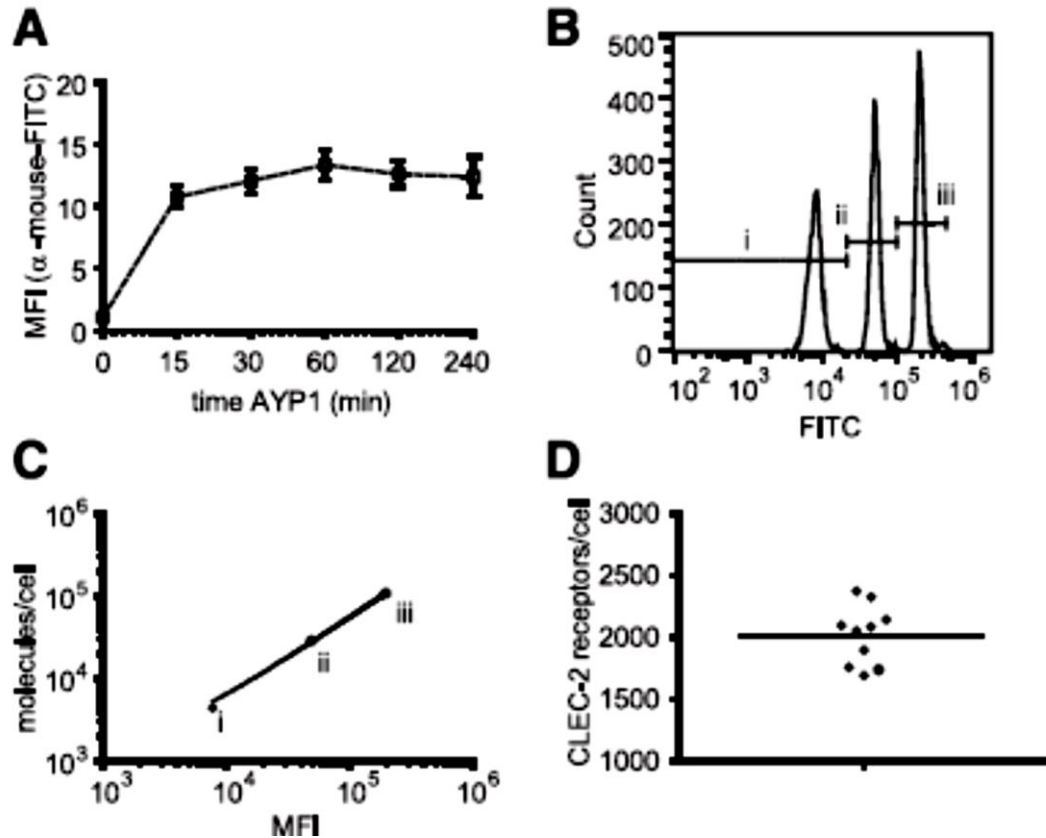 A
MFI (α-mouse-FITC)
20
15
10
5
0
0 15 30 60 120 240
time AYP1 (min)
B
Count
500
400
300
200
100
0
i
ii
iii
10² 10³ 10⁴ 10⁵ 10⁶
FITC
C
molecules/cell
10⁶
10⁵
10⁴
10³
i
ii
iii
10³ 10⁴ 10⁵ 10⁶
MFI
D
CLEC-2 receptors/cell
3000
2500
2000
1500
1000